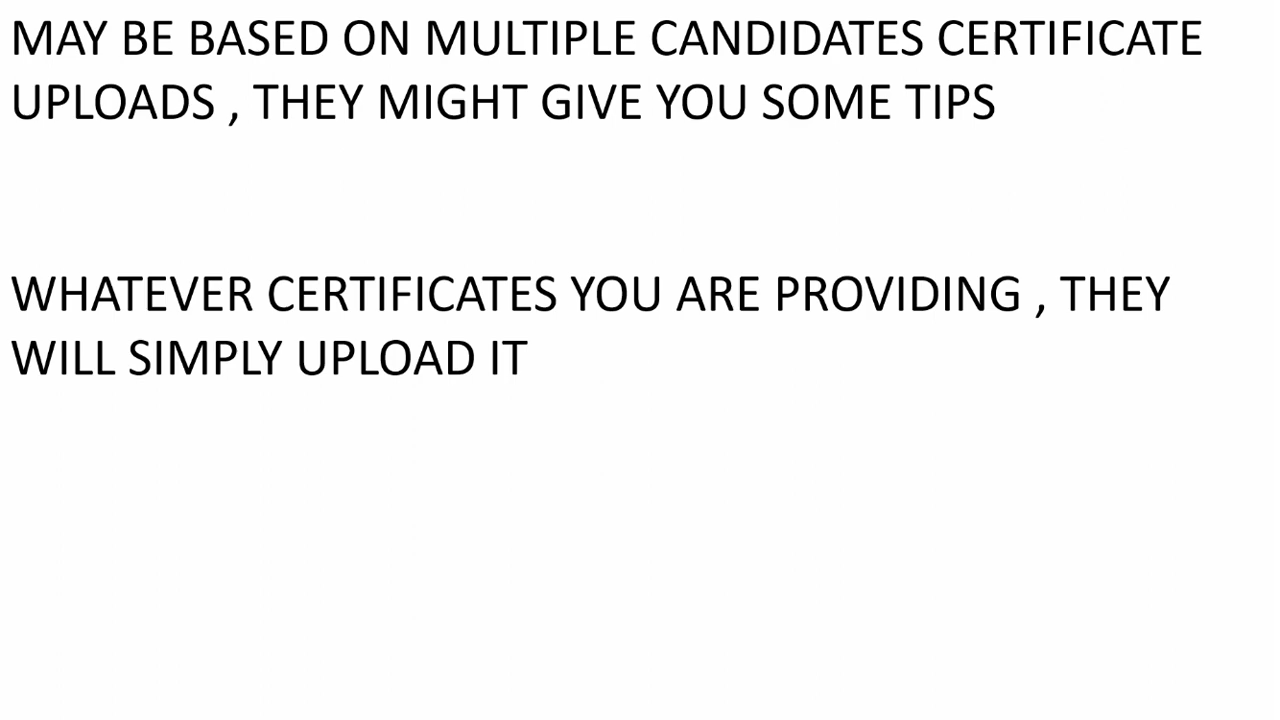 MAY BE BASED ON MULTIPLE CANDIDATES CERTIFICATE
UPLOADS , THEY MIGHT GIVE YOU SOME TIPS
WHATEVER CERTIFICATES YOU ARE PROVIDING , THEY
WILL SIMPLY UPLOAD IT